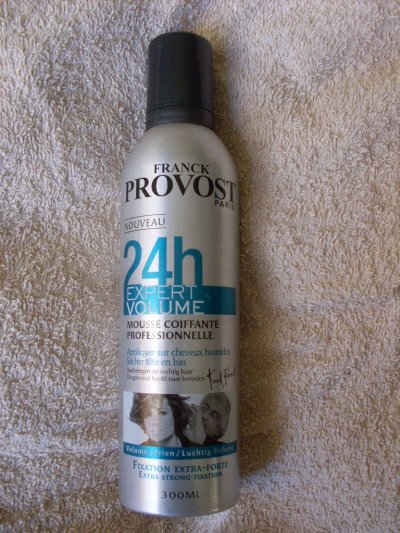 FRANCK
PROVOST
PARIS
NOUVEAU
24h
EXPERT
VOLUME
MOUSSE COIFFANTE
PROFESSIONNELLE
Appliquer sur cheveux humides
Sécher tête en bas
Aanbrengen op vochtig haar
Drogen met hoofd naar beneden
Volume aérien / Luchtig Volume
FIXATION EXTRA-FORTE
EXTRA STRONG FIXATION
300ML